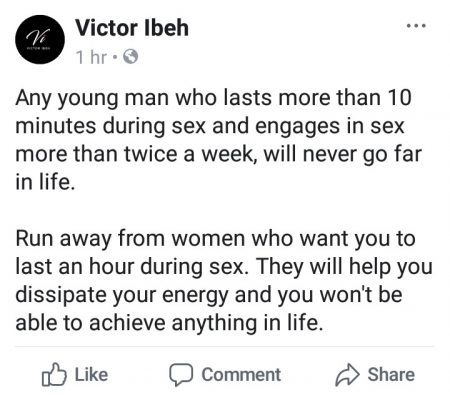 Victor Ibeh
Vi
VICTOR IBEH
1 hr
Any young man who lasts more than 10
minutes during sex and engages in sex
more than twice a week, will never go far
in life.
Run away from women who want you to
last an hour during sex. They will help you
dissipate your energy and you won't be
able to achieve anything in life.
Like
Comment
Share